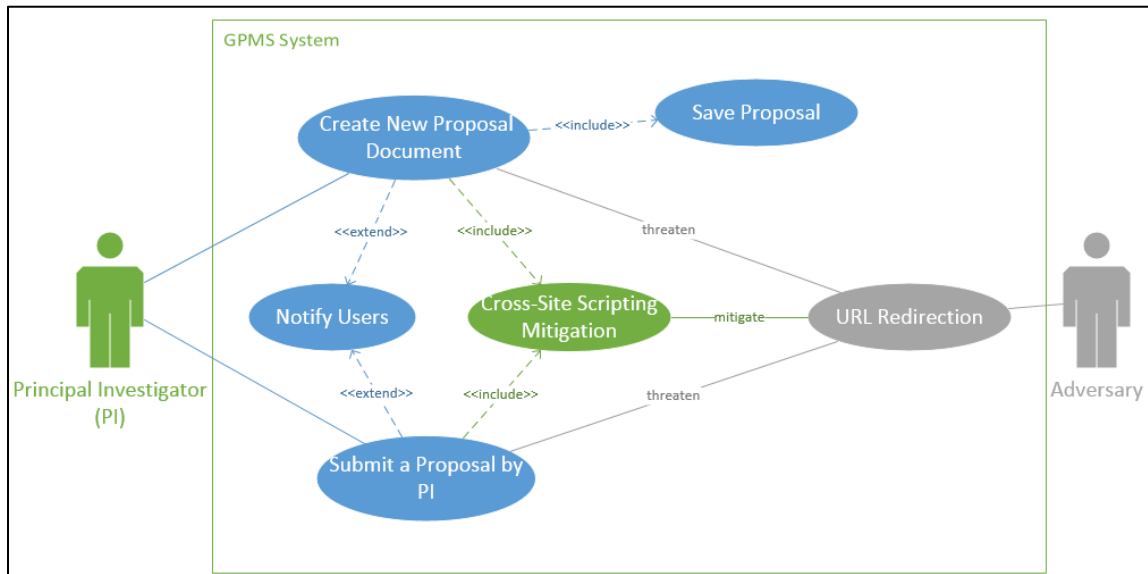 GPMS System
Create New Proposal
Document
<<include>>
Save Proposal
<<extend>>
<<include>>
threaten
Notify Users
Cross-Site Scripting
Mitigation
mitigate
URL Redirection
Principal Investigator
(PI)
Adversary
<<extend>>
<<include>>
threaten
Submit a Proposal by
PI